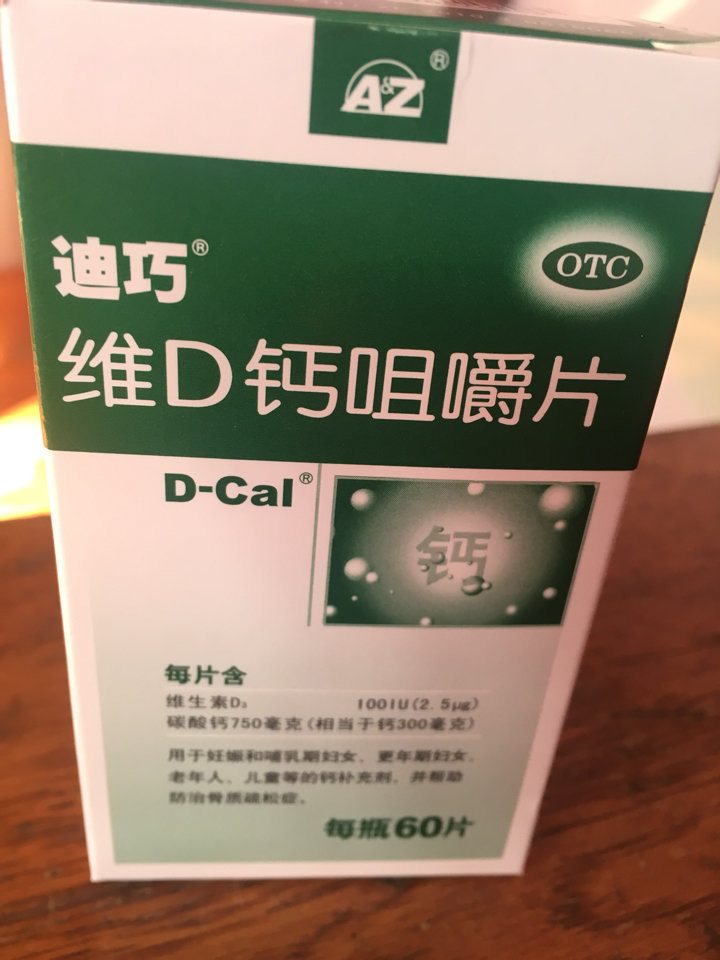 A&Z®
迪巧®
OTC
维D钙咀嚼片
D-Cal®
钙
每片含
维生素D₃ 100IU(2.5μg)
碳酸钙750毫克(相当于钙300毫克)
用于妊娠和哺乳期妇女、更年期妇女、
老年人、儿童等的钙补充剂，并帮助
防治骨质疏松症。
每瓶60片